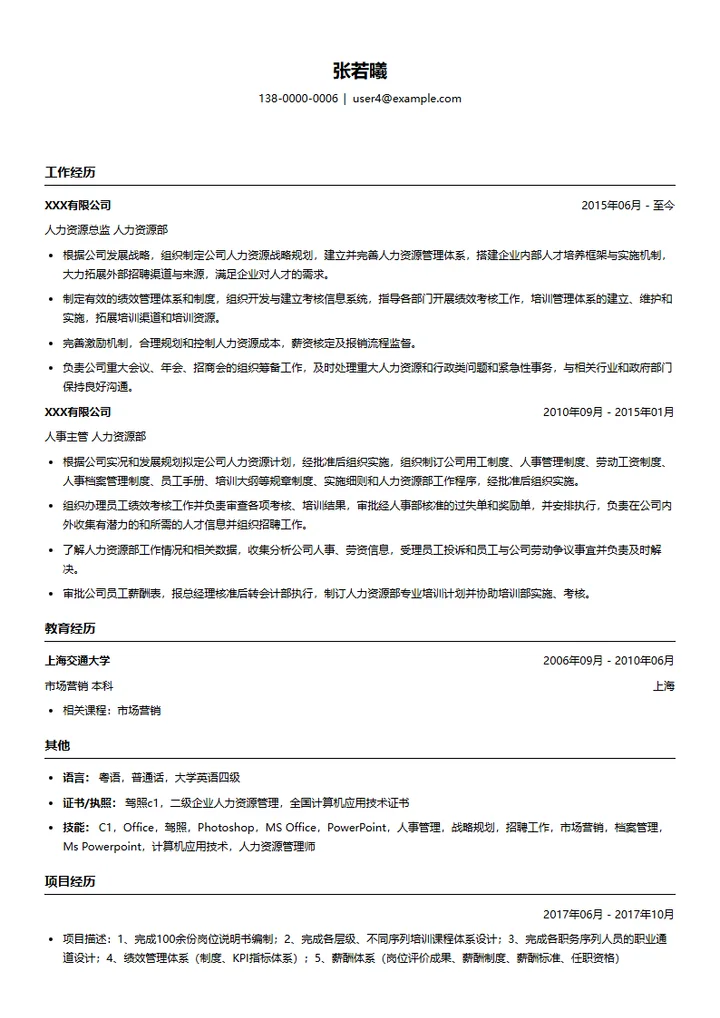 张若曦
138-0000-0006 | user4@example.com
工作经历
XXX有限公司 2015年06月 - 至今
人力资源总监 人力资源部
• 根据公司发展战略，组织制定公司人力资源战略规划，建立并完善人力资源管理体系，搭建企业内部人才培养框架与实施机制，
大力拓展外部招聘渠道与来源，满足企业对人才的需求。
• 制定有效的绩效管理体系和制度，组织开发与建立考核信息系统，指导各部门开展绩效考核工作，培训管理体系的建立、维护和
实施，拓展培训渠道和培训资源。
• 完善激励机制，合理规划和控制人力资源成本，薪资核定及报销流程监督。
• 负责公司重大会议、年会、招商会的组织筹备工作，及时处理重大人力资源和行政类问题和紧急性事务，与相关行业和政府部门
保持良好沟通。
XXX有限公司 2010年09月 - 2015年01月
人事主管 人力资源部
• 根据公司实况和发展规划拟定公司人力资源计划，经批准后组织实施，组织制订公司用工制度、人事管理制度、劳动工资制度、
人事档案管理制度、员工手册、培训大纲等规章制度、实施细则和人力资源部工作程序，经批准后组织实施。
• 组织办理员工绩效考核工作并负责审查各项考核、培训结果，审批经人事部核准的过失单和奖励单，并安排执行，负责在公司内
外收集有潜力的和所需的人才信息并组织招聘工作。
• 了解人力资源部工作情况和相关数据，收集分析公司人事、劳资信息，受理员工投诉和员工与公司劳动争议事宜并负责及时解
决。
• 审批公司员工薪酬表，报总经理核准后转会计部执行，制订人力资源部专业培训计划并协助培训部实施、考核。
教育经历
上海交通大学 2006年09月 - 2010年06月
市场营销 本科 上海
• 相关课程：市场营销
其他
• 语言： 粤语，普通话，大学英语四级
• 证书/执照： 驾照c1，二级企业人力资源管理，全国计算机应用技术证书
• 技能： C1，Office，驾照，Photoshop，MS Office，PowerPoint，人事管理，战略规划，招聘工作，市场营销，档案管理，
Ms Powerpoint，计算机应用技术，人力资源管理师
项目经历
2017年06月 - 2017年10月
• 项目描述：1、完成100余份岗位说明书编制；2、完成各层级、不同序列培训课程体系设计；3、完成各职务序列人员的职业通
道设计；4、绩效管理体系（制度、KPI指标体系）；5、薪酬体系（岗位评价成果、薪酬制度、薪酬标准、任职资格）